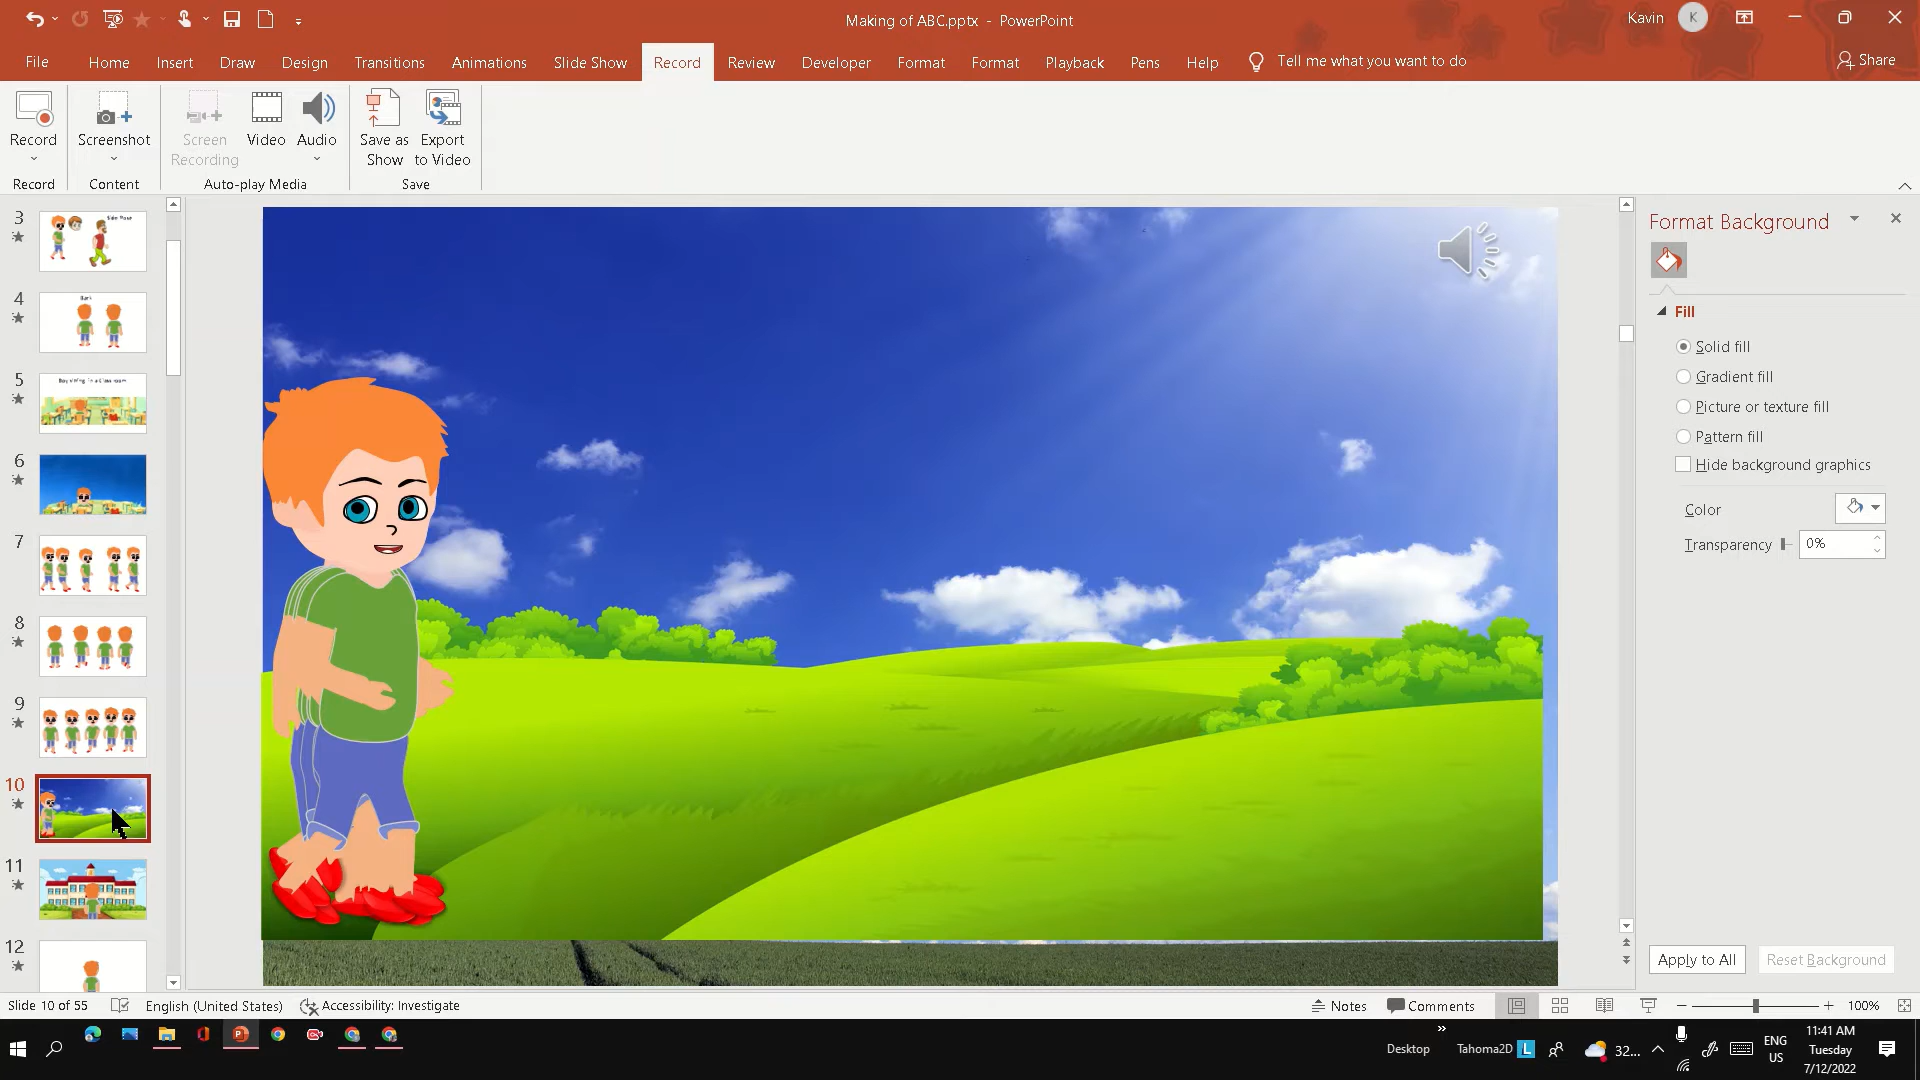 Making of ABC.pptx - PowerPoint
Kavin
K
File
Home
Insert
Draw
Design
Transitions
Animations
Slide Show
Record
Review
Developer
Format
Format
Playback
Pens
Help
Tell me what you want to do
Share
Record
Screenshot
Screen Recording
Video
Audio
Save as Show
Export to Video
Record
Content
Auto-play Media
Save
3
Side Pose
4
Back
5
6
7
8
9
10
11
12
Format Background
Fill
Solid fill
Gradient fill
Picture or texture fill
Pattern fill
Hide background graphics
Color
Transparency
0%
Apply to All
Reset Background
Slide 10 of 55
English (United States)
Accessibility: Investigate
Notes
Comments
100%
Desktop
»
Tahoma2D
L
32...
ENG
US
11:41 AM
Tuesday
7/12/2022